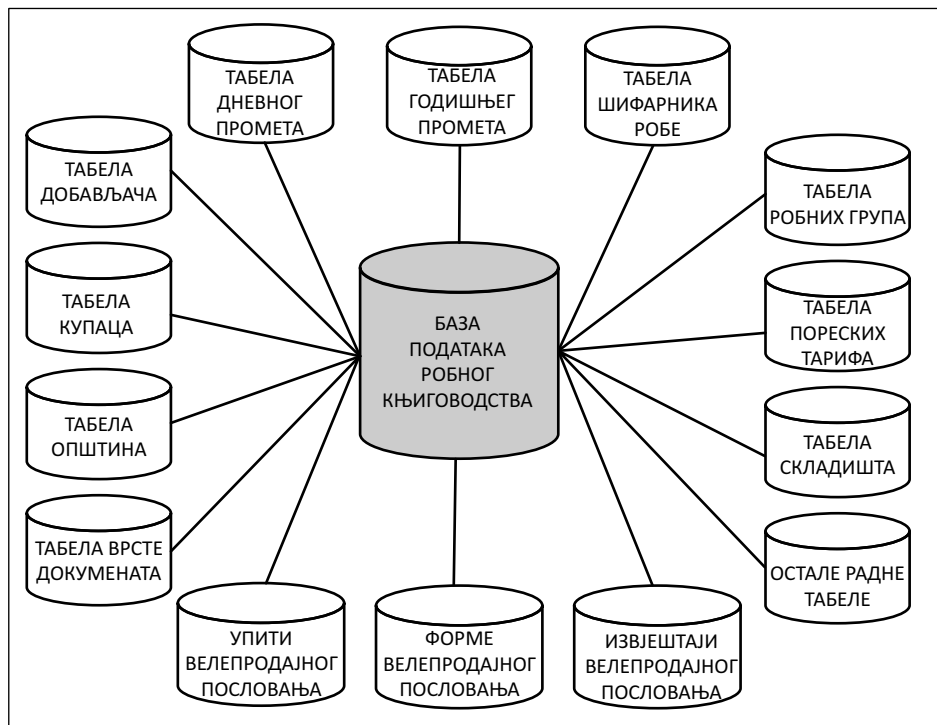 ТАБЕЛА
ДНЕВНОГ
ПРОМЕТА
ТАБЕЛА
ГОДИШЊЕГ
ПРОМЕТА
ТАБЕЛА
ШИФАРНИКА
РОБЕ
ТАБЕЛА
ДОБАВЉАЧА
ТАБЕЛА
РОБНИХ ГРУПА
ТАБЕЛА
КУПАЦА
БАЗА
ПОДАТАКА
РОБНОГ
КЊИГОВОДСТВА
ТАБЕЛА
ПОРЕСКИХ
ТАРИФА
ТАБЕЛА
ОПШТИНА
ТАБЕЛА
СКЛАДИШТА
ТАБЕЛА ВРСТЕ
ДОКУМЕНАТА
ОСТАЛЕ РАДНЕ
ТАБЕЛЕ
УПИТИ
ВЕЛЕПРОДАЈНОГ
ПОСЛОВАЊА
ФОРМЕ
ВЕЛЕПРОДАЈНОГ
ПОСЛОВАЊА
ИЗВЈЕШТАЈИ
ВЕЛЕПРОДАЈНОГ
ПОСЛОВАЊА